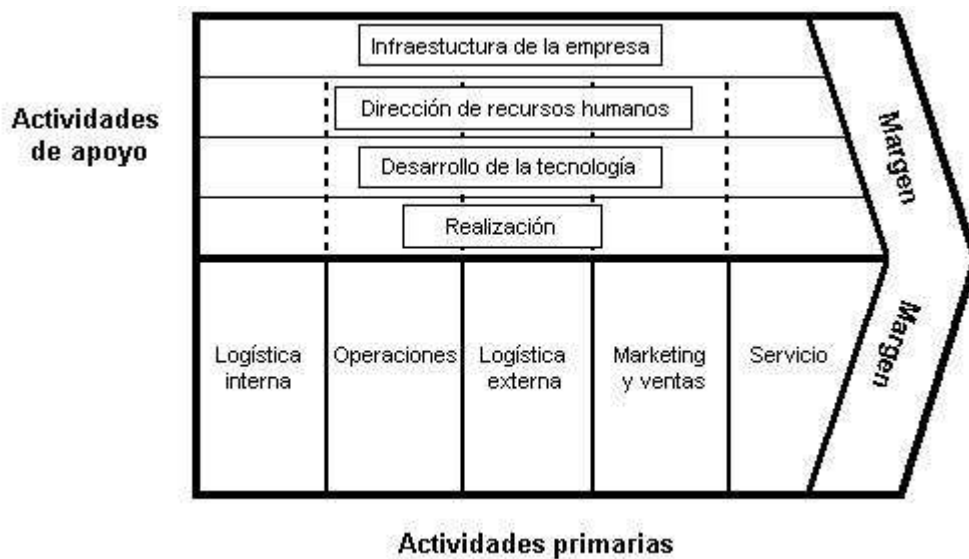 Infraestuctura de la empresa
Dirección de recursos humanos
Desarrollo de la tecnología
Realización
Actividades
de apoyo
Margen
Margen
Logística
interna
Operaciones
Logística
externa
Marketing
y ventas
Servicio
Actividades primarias